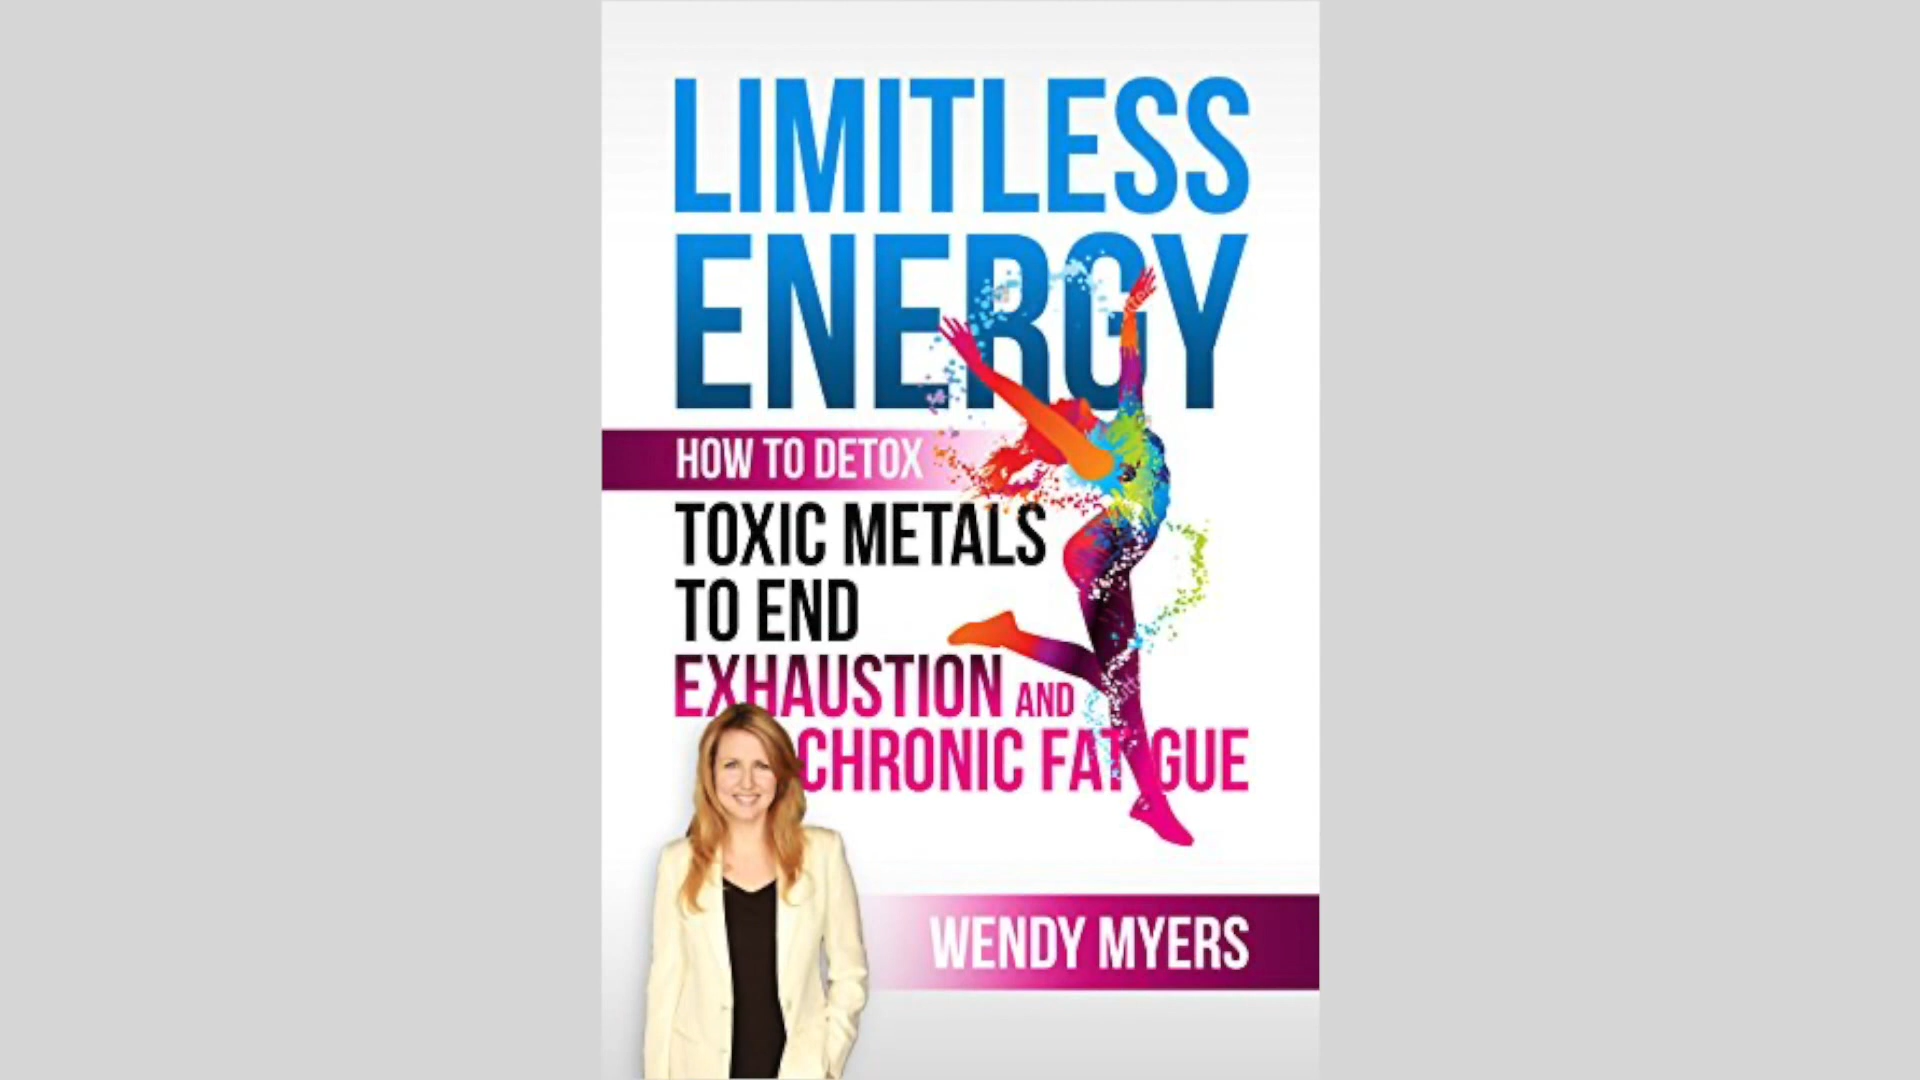 LIMITLESS
ENERGY
HOW TO DETOX
TOXIC METALS
TO END
EXHAUSTION AND
CHRONIC FATIGUE
WENDY MYERS